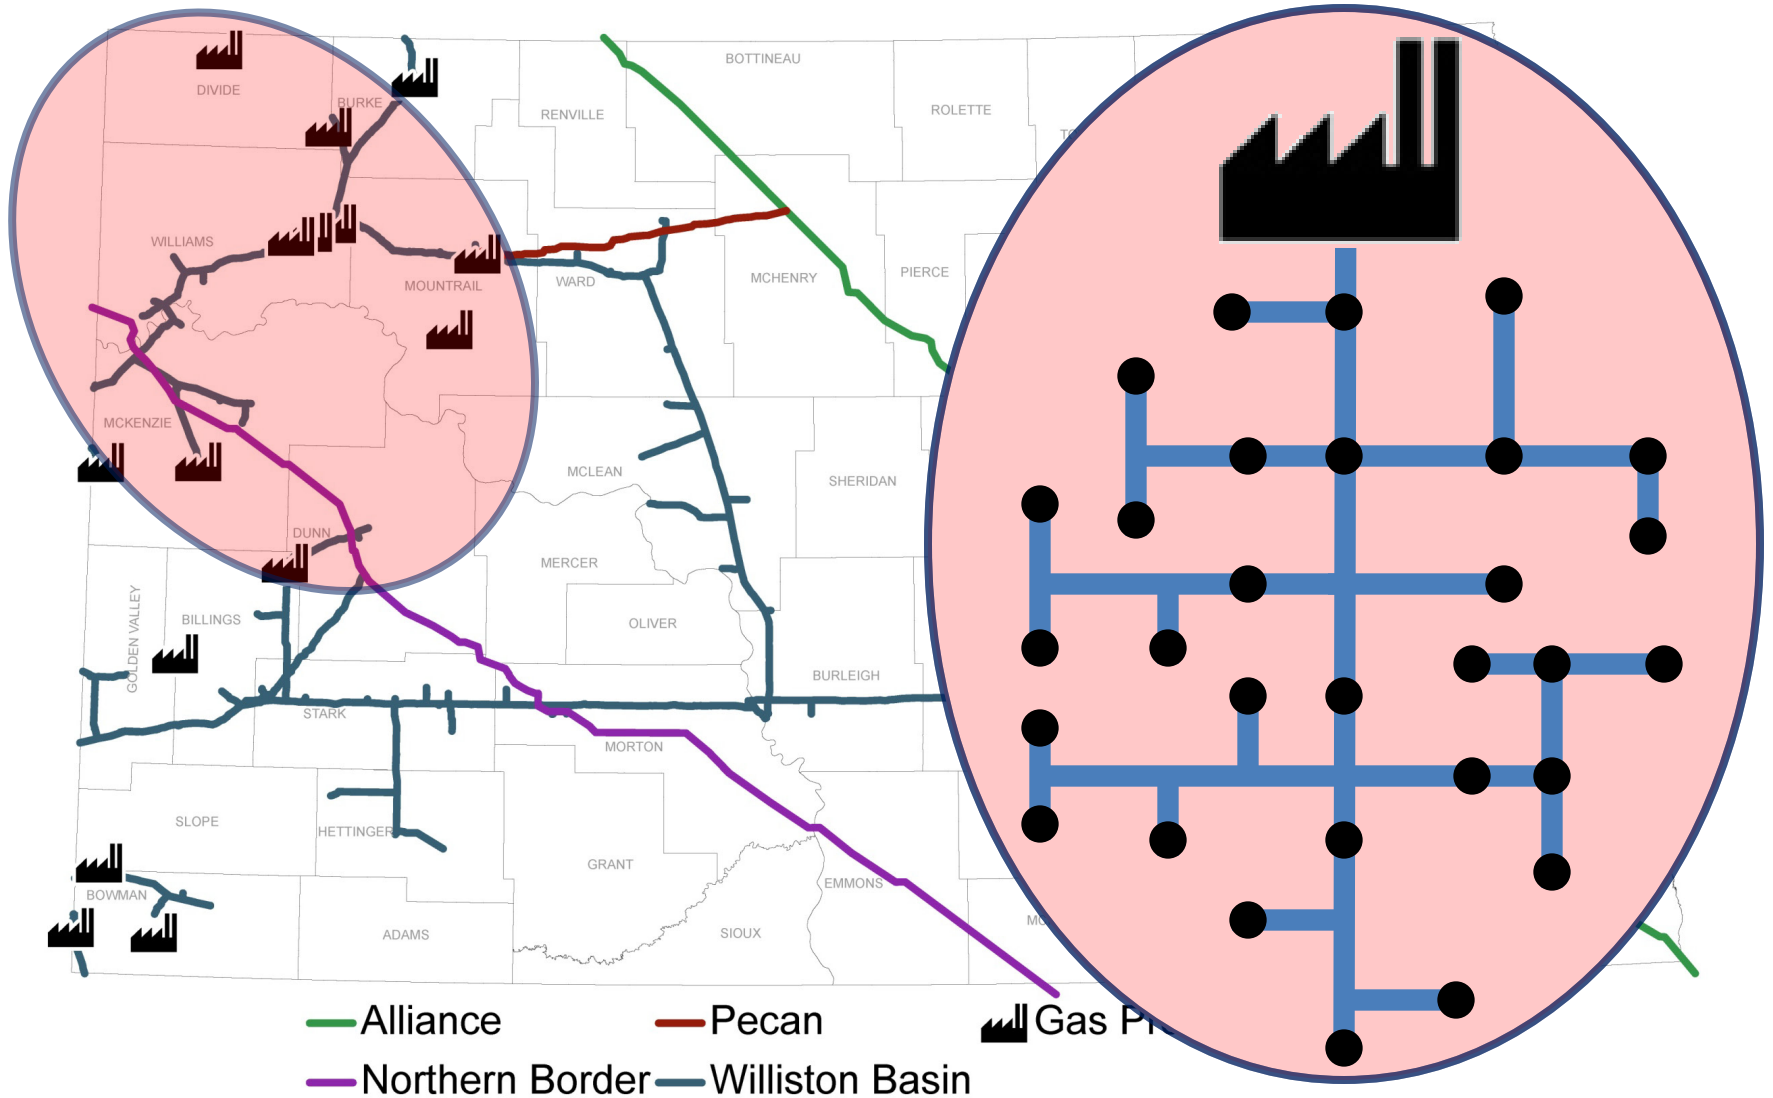 BOTTINEAU
DIVIDE
BURKE
RENVILLE
ROLETTE
WILLIAMS
MOUNTRAIL
WARD
MCHENRY
PIERCE
MCKENZIE
MCLEAN
SHERIDAN
DUNN
MERCER
GOLDEN VALLEY
BILLINGS
OLIVER
BURLEIGH
STARK
MORTON
SLOPE
HETTINGER
GRANT
BOWMAN
EMMONS
ADAMS
SIOUX
Alliance
Pecan
Gas
Northern Border
Williston Basin